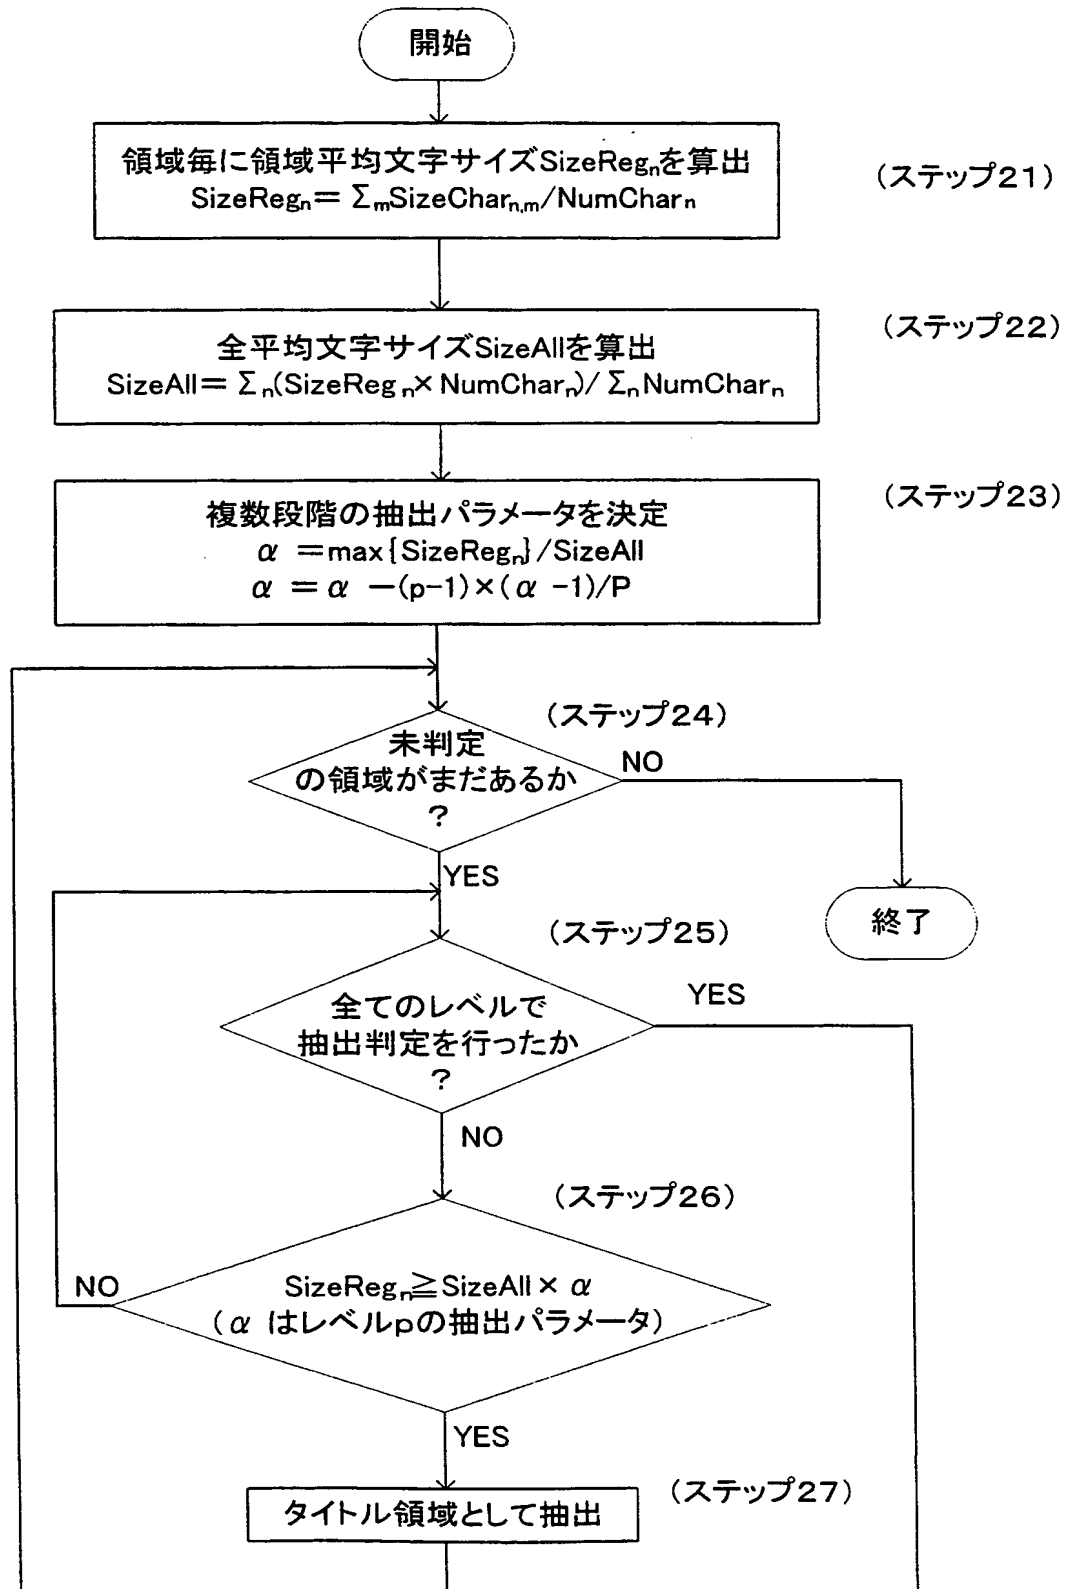 開始
領域毎に領域平均文字サイズSizeRegnを算出
SizeRegn＝ΣmSizeCharn,m/NumCharn
(ステップ21)
(ステップ22)
全平均文字サイズSizeAllを算出
SizeAll＝Σn(SizeRegn×NumCharn)/ΣnNumCharn
(ステップ23)
複数段階の抽出パラメータを決定
α＝max{SizeRegn}/SizeAll
α＝α－(p-1)×(α-1)/P
(ステップ24)
未判定
の領域がまだあるか
？
NO
YES
終了
(ステップ25)
全てのレベルで
抽出判定を行ったか
？
YES
NO
(ステップ26)
SizeRegn≧SizeAll×α
(αはレベルpの抽出パラメータ)
NO
YES
(ステップ27)
タイトル領域として抽出